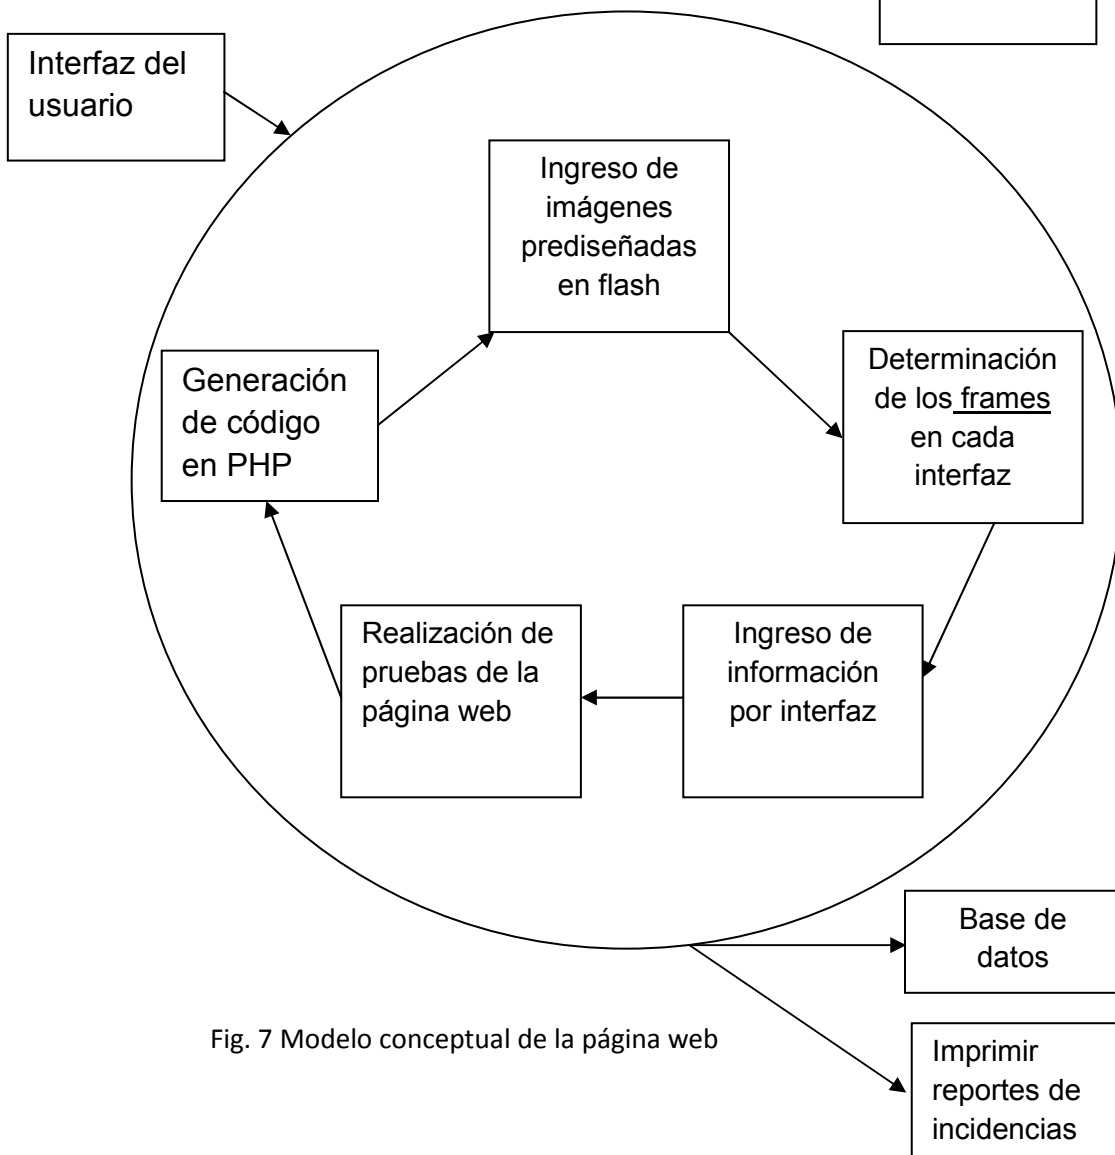 Interfaz del
usuario
Ingreso de
imágenes
prediseñadas
en flash
Generación
de código
en PHP
Determinación
de los frames
en cada
interfaz
Realización de
pruebas de la
página web
Ingreso de
información
por interfaz
Base de
datos
Fig. 7 Modelo conceptual de la página web
Imprimir
reportes de
incidencias